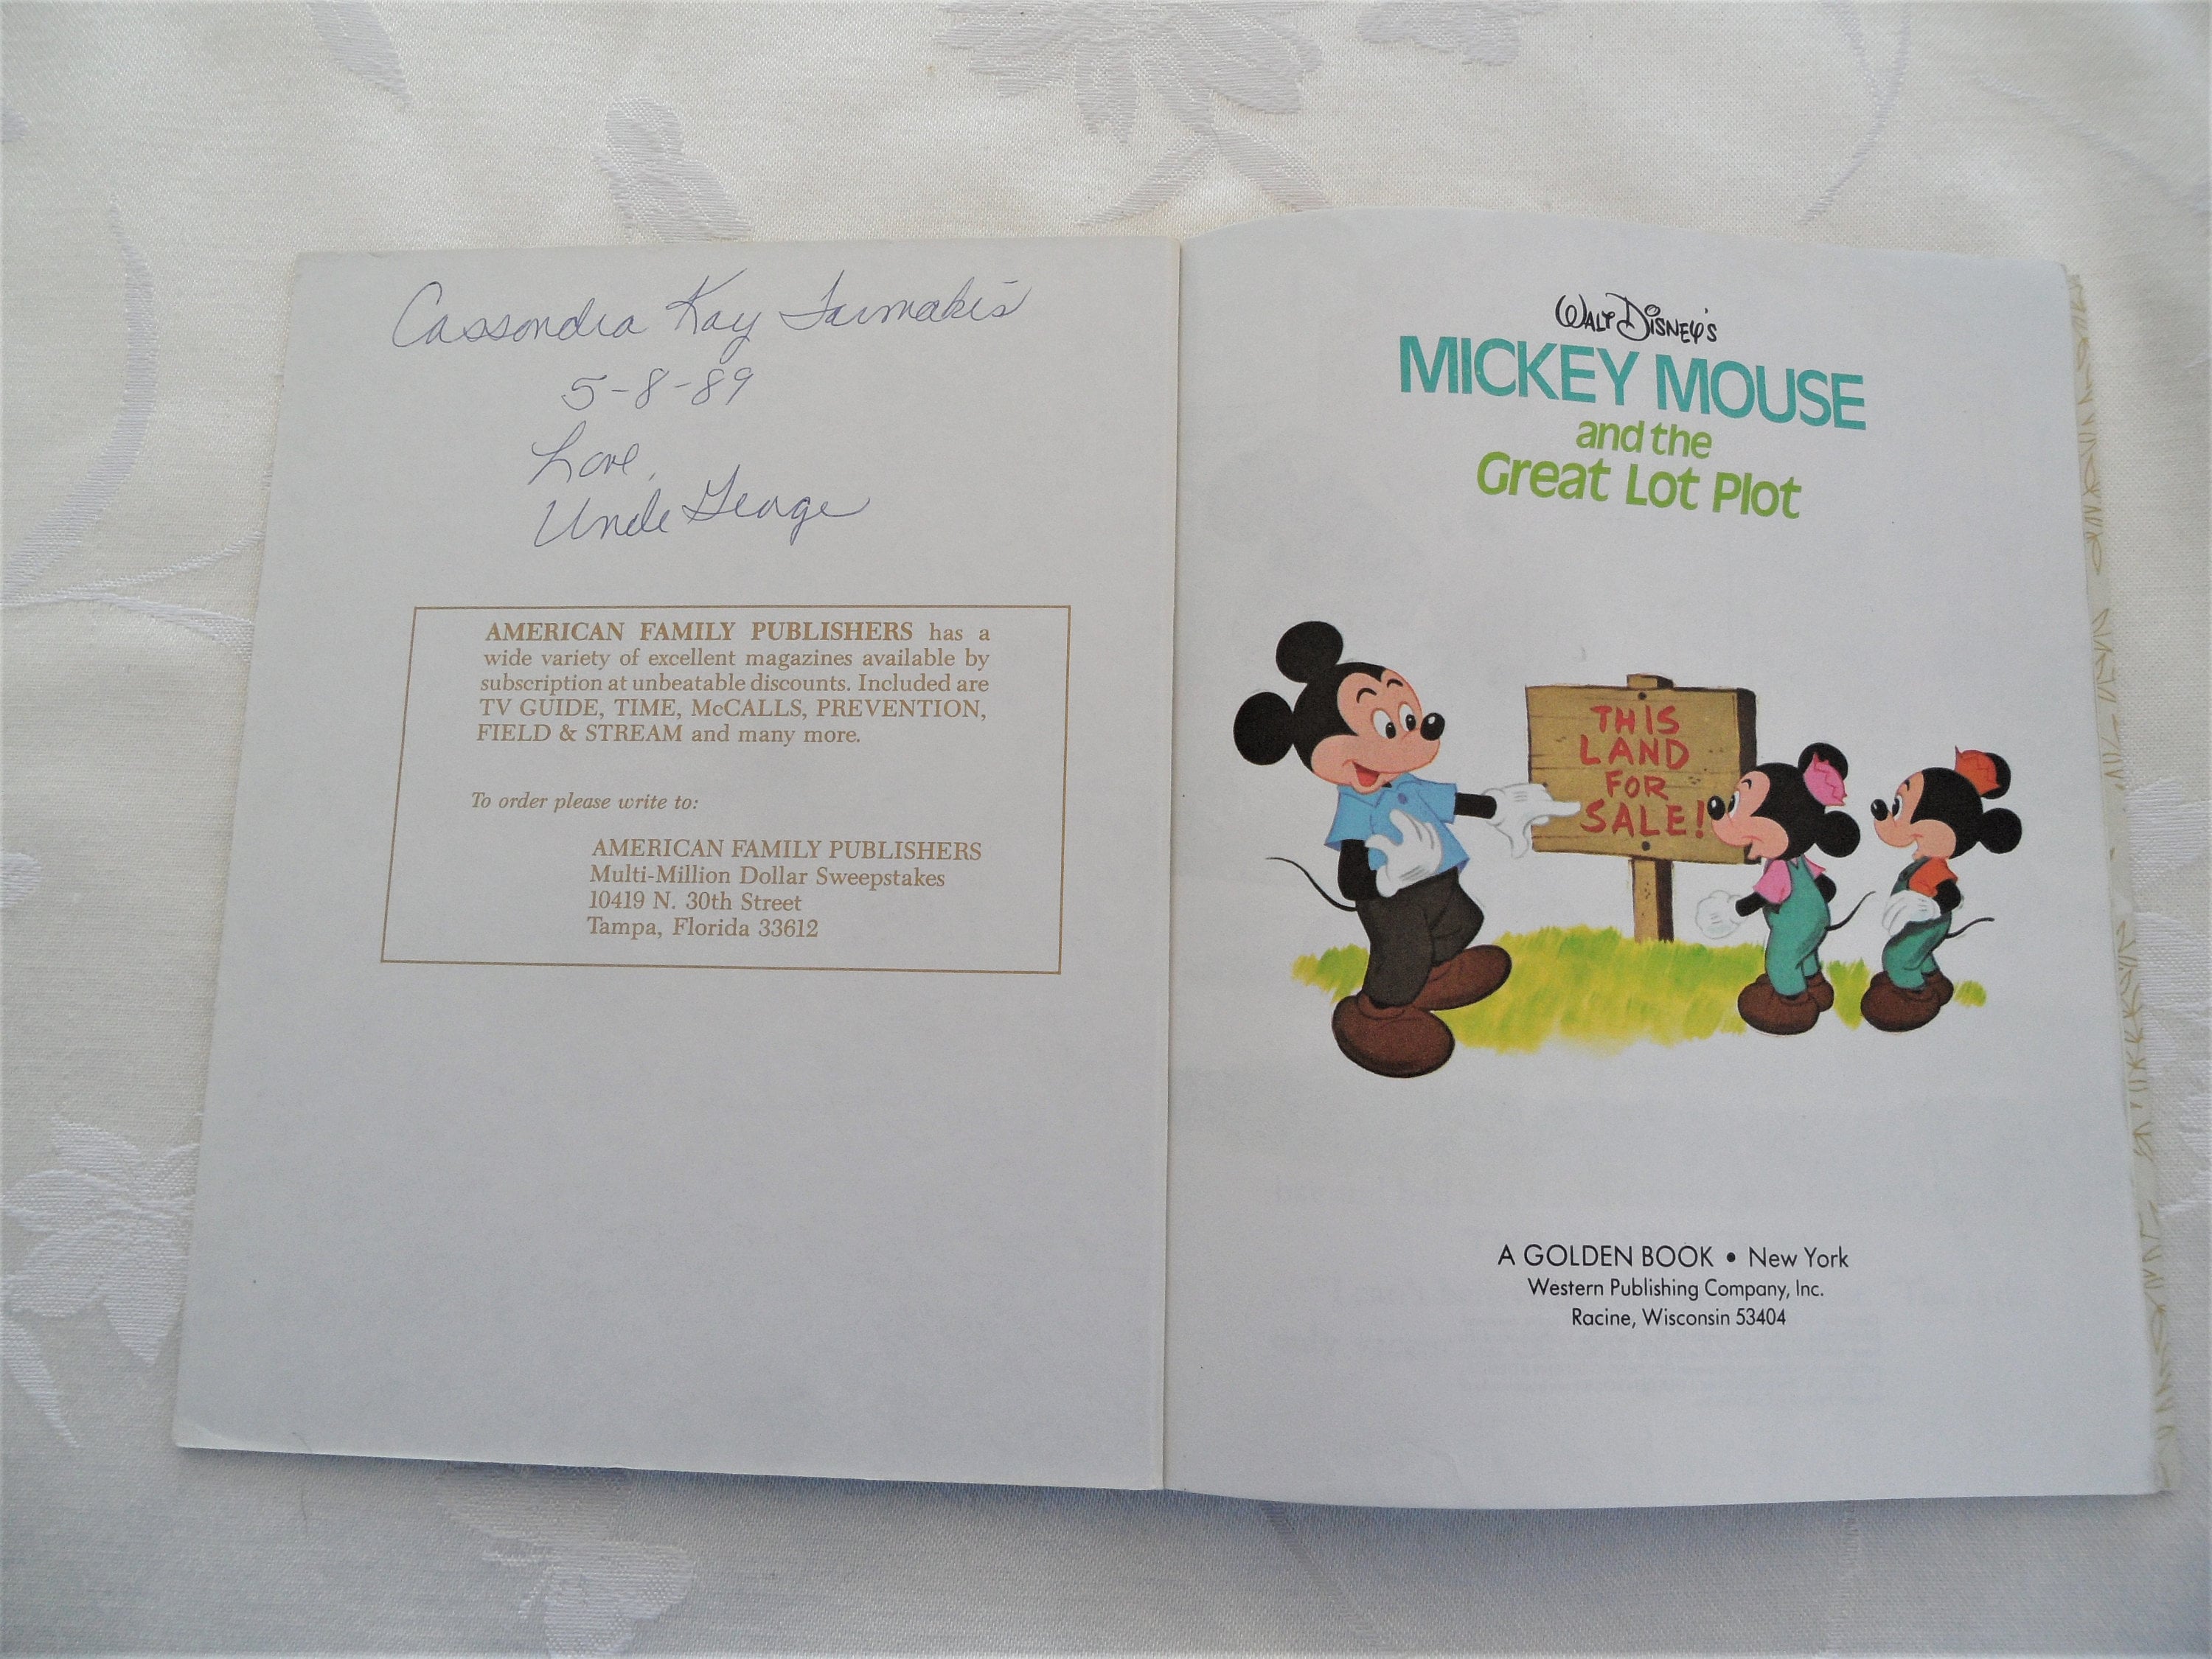 Cassondra Kay
5-8-89
Love,
Uncle George
AMERICAN FAMILY PUBLISHERS has a
wide variety of excellent magazines available by
subscription at unbeatable discounts. Included are
TV GUIDE, TIME, McCALLS, PREVENTION,
FIELD & STREAM and many more.
To order please write to:
AMERICAN FAMILY PUBLISHERS
Multi-Million Dollar Sweepstakes
10419 N. 30th Street
Tampa, Florida 33612
WALT DISNEY'S
MICKEY MOUSE
and the
Great Lot Plot
THIS
LAND
FOR
SALE!
A GOLDEN BOOK • New York
Western Publishing Company, Inc.
Racine, Wisconsin 53404